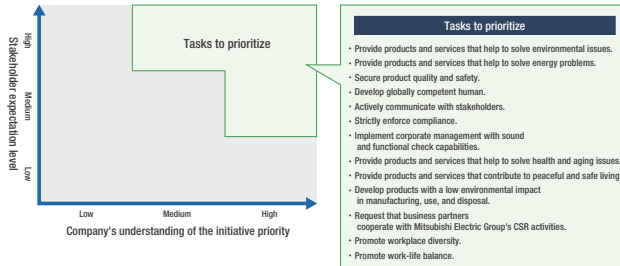 Stakeholder expectation level
High
Medium
Low
Tasks to prioritize
Low Medium High
Company's understanding of the initiative priority
Tasks to prioritize
・Provide products and services that help to solve environmental issues.
・Provide products and services that help to solve energy problems.
・Secure product quality and safety.
・Develop globally competent human.
・Actively communicate with stakeholders.
・Strictly enforce compliance.
・Implement corporate management with sound
and functional check capabilities.
・Provide products and services that help to solve health and aging issues.
・Provide products and services that contribute to peaceful and safe living
・Develop products with a low environmental impact
in manufacturing, use, and disposal.
・Request that business partners
cooperate with Mitsubishi Electric Group's CSR activities.
・Promote workplace diversity.
・Promote work-life balance.